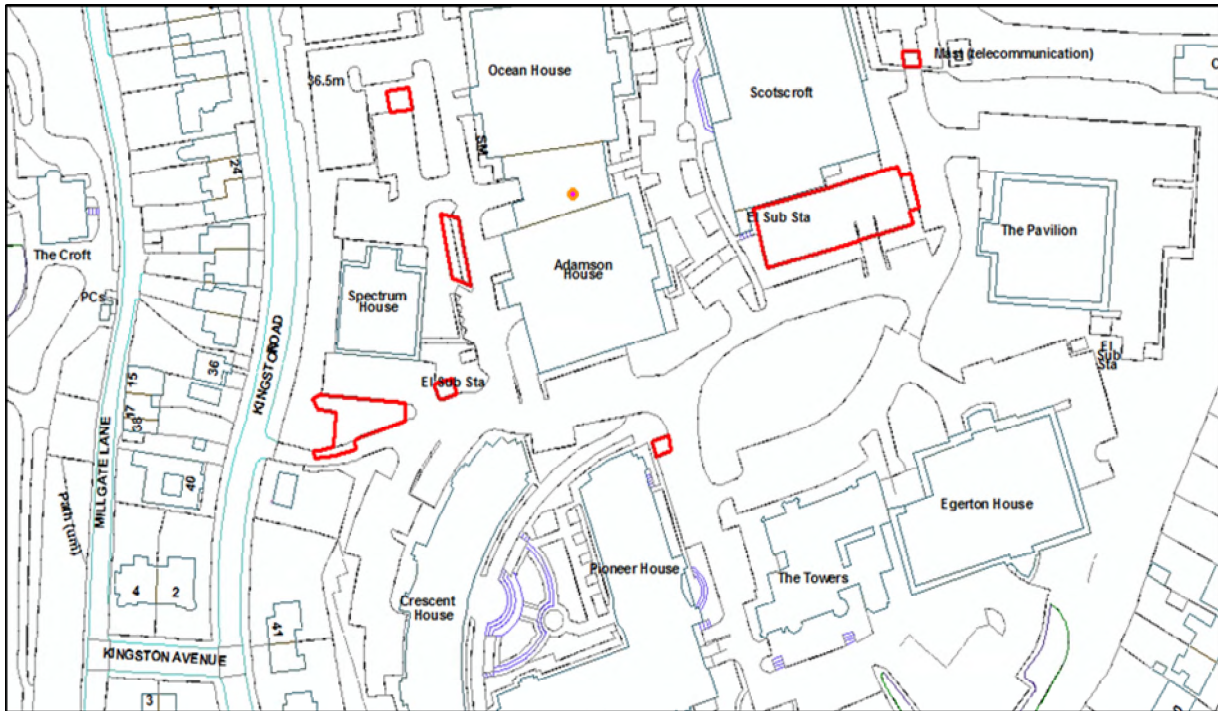 Ocean House
Mast (telecommunication)
36.5m
Scotscroft
SM
24
El Sub Sta
The Pavilion
The Croft
Adamson
House
PCs
Spectrum
House
KINGSTON ROAD
36
El
Sub
Sta
15
El Sub Sta
17
38
MILLGATE LANE
40
Egerton House
Path (um)
Pioneer House
The Towers
4
2
Crescent
House
41
KINGSTON AVENUE
3